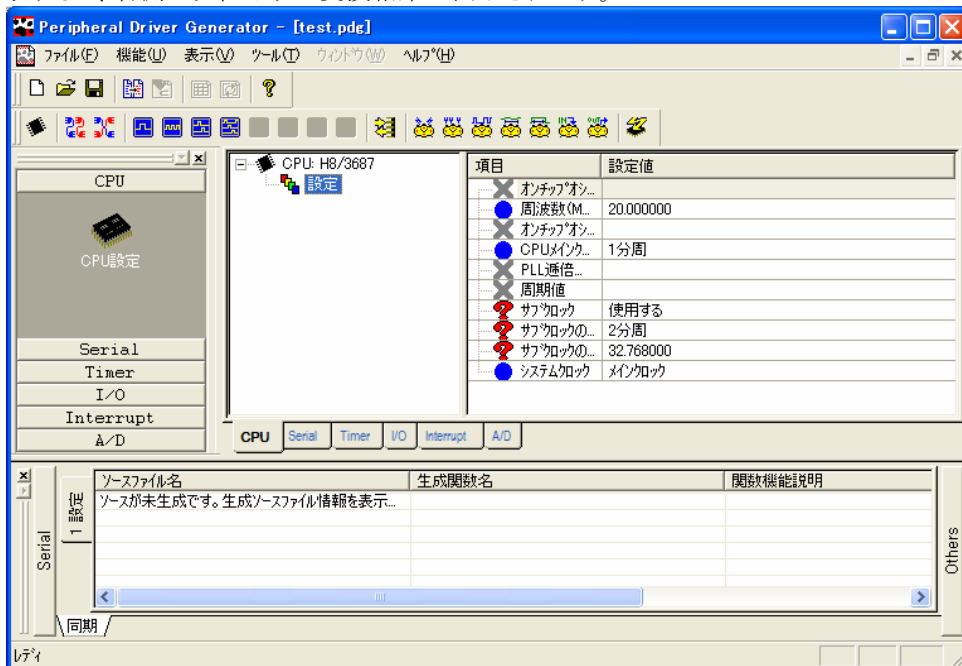 Peripheral Driver Generator - [test.pdg]
ファイル(F) 機能(U) 表示(V) ツール(T) ウィンドウ(W) ヘルプ(H)
CPU
CPU設定
Serial
Timer
I/O
Interrupt
A/D
CPU: H8/3687
設定
項目 設定値
オンチップオシ...
周波数(M... 20.000000
オンチップオシ...
CPUメインク... 1分周
PLL逓倍...
周期値
サブクロック 使用する
サブクロックの... 2分周
サブクロックの... 32.768000
システムクロック メインクロック
CPU Serial Timer I/O Interrupt A/D
Serial
1 設定
ソースファイル名 生成関数名 関数機能説明
ソースが未生成です。生成ソースファイル情報を表示...
Others
同期
レディ